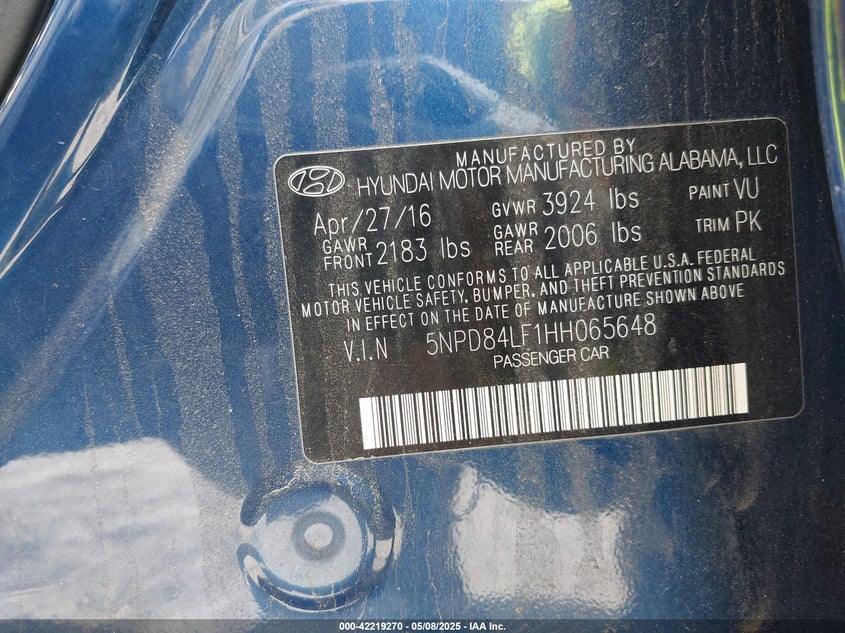 MANUFACTURED BY
HYUNDAI MOTOR MANUFACTURING ALABAMA, LLC
Apr/27/16 GVWR 3924 lbs PAINT VU
GAWR FRONT 2183 lbs GAWR REAR 2006 lbs TRIM PK
THIS VEHICLE CONFORMS TO ALL APPLICABLE U.S.A. FEDERAL
MOTOR VEHICLE SAFETY, BUMPER, AND THEFT PREVENTION STANDARDS
IN EFFECT ON THE DATE OF MANUFACTURE SHOWN ABOVE
V.I.N 5NPD84LF1HH065648
PASSENGER CAR
000-42219270 - 05/08/2025 - IAA Inc.